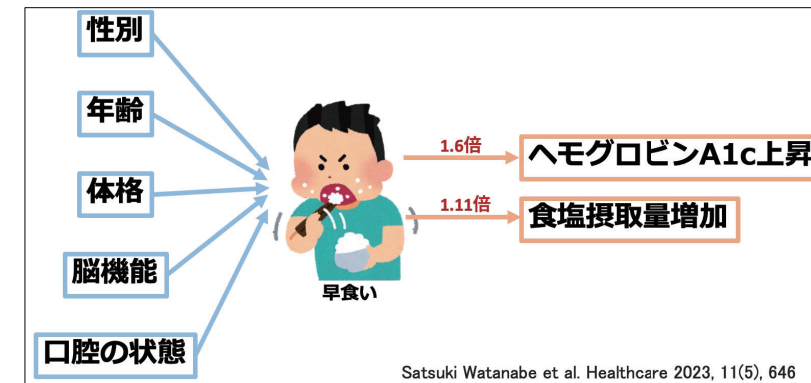 性別
年齢
体格
脳機能
口腔の状態
早食い
1.6倍
ヘモグロビンA1c上昇
1.11倍
食塩摂取量増加
Satsuki Watanabe et al. Healthcare 2023, 11(5), 646